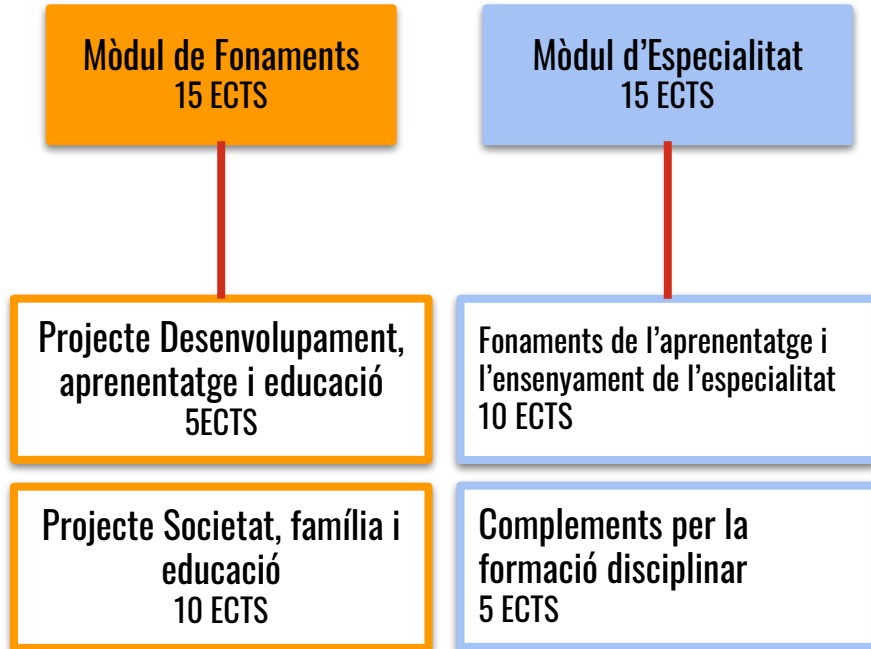 Mòdul de Fonaments
15 ECTS
Mòdul d’Especialitat
15 ECTS
Projecte Desenvolupament,
aprenentatge i educació
5ECTS
Fonaments de l’aprenentatge i
l’ensenyament de l’especialitat
10 ECTS
Projecte Societat, família i
educació
10 ECTS
Complements per la
formació disciplinar
5 ECTS